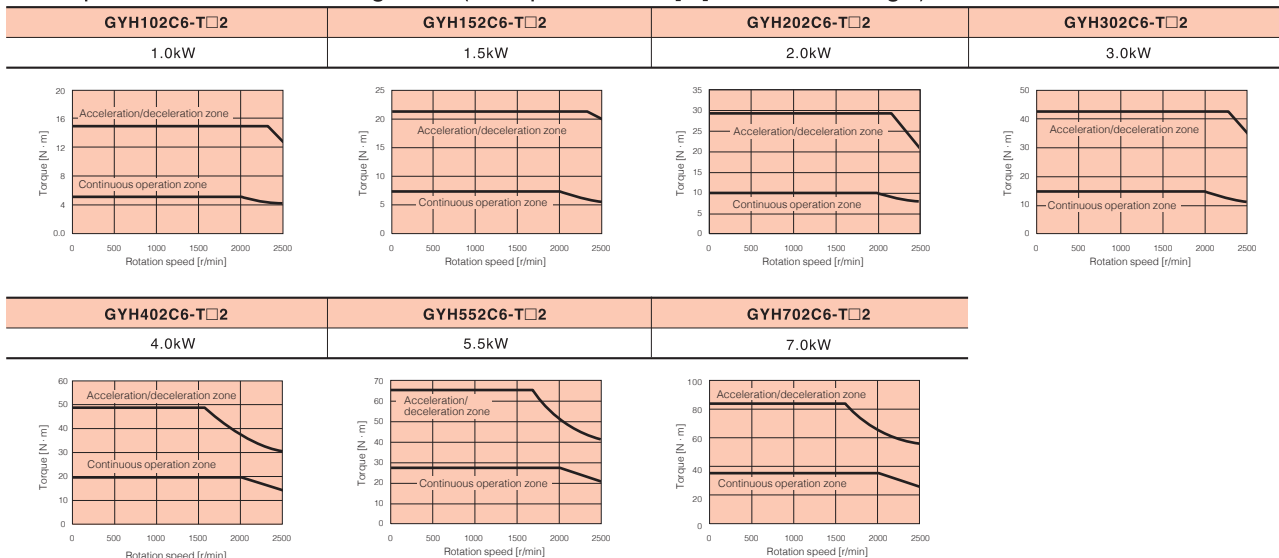 GYH102C6-T□2 GYH152C6-T□2 GYH202C6-T□2 GYH302C6-T□2
1.0kW 1.5kW 2.0kW 3.0kW
Torque [N · m]
20
16
12
8
4
0.0
Acceleration/deceleration zone
Continuous operation zone
0 500 1000 1500 2000 2500
Rotation speed [r/min]
Torque [N · m]
25
20
15
10
5
0
Acceleration/deceleration zone
Continuous operation zone
0 500 1000 1500 2000 2500
Rotation speed [r/min]
Torque [N · m]
35
30
25
20
15
10
5
0
Acceleration/deceleration zone
Continuous operation zone
0 500 1000 1500 2000 2500
Rotation speed [r/min]
Torque [N · m]
50
40
30
20
10
0
Acceleration/deceleration zone
Continuous operation zone
0 500 1000 1500 2000 2500
Rotation speed [r/min]
GYH402C6-T□2 GYH552C6-T□2 GYH702C6-T□2
4.0kW 5.5kW 7.0kW
Torque [N · m]
60
50
40
30
20
10
0
Acceleration/deceleration zone
Continuous operation zone
0 500 1000 1500 2000 2500
Rotation speed [r/min]
Torque [N · m]
70
60
50
40
30
20
10
0
Acceleration/
deceleration zone
Continuous operation zone
0 500 1000 1500 2000 2500
Rotation speed [r/min]
Torque [N · m]
100
80
60
40
20
0
Acceleration/deceleration zone
Continuous operation zone
0 500 1000 1500 2000 2500
Rotation speed [r/min]